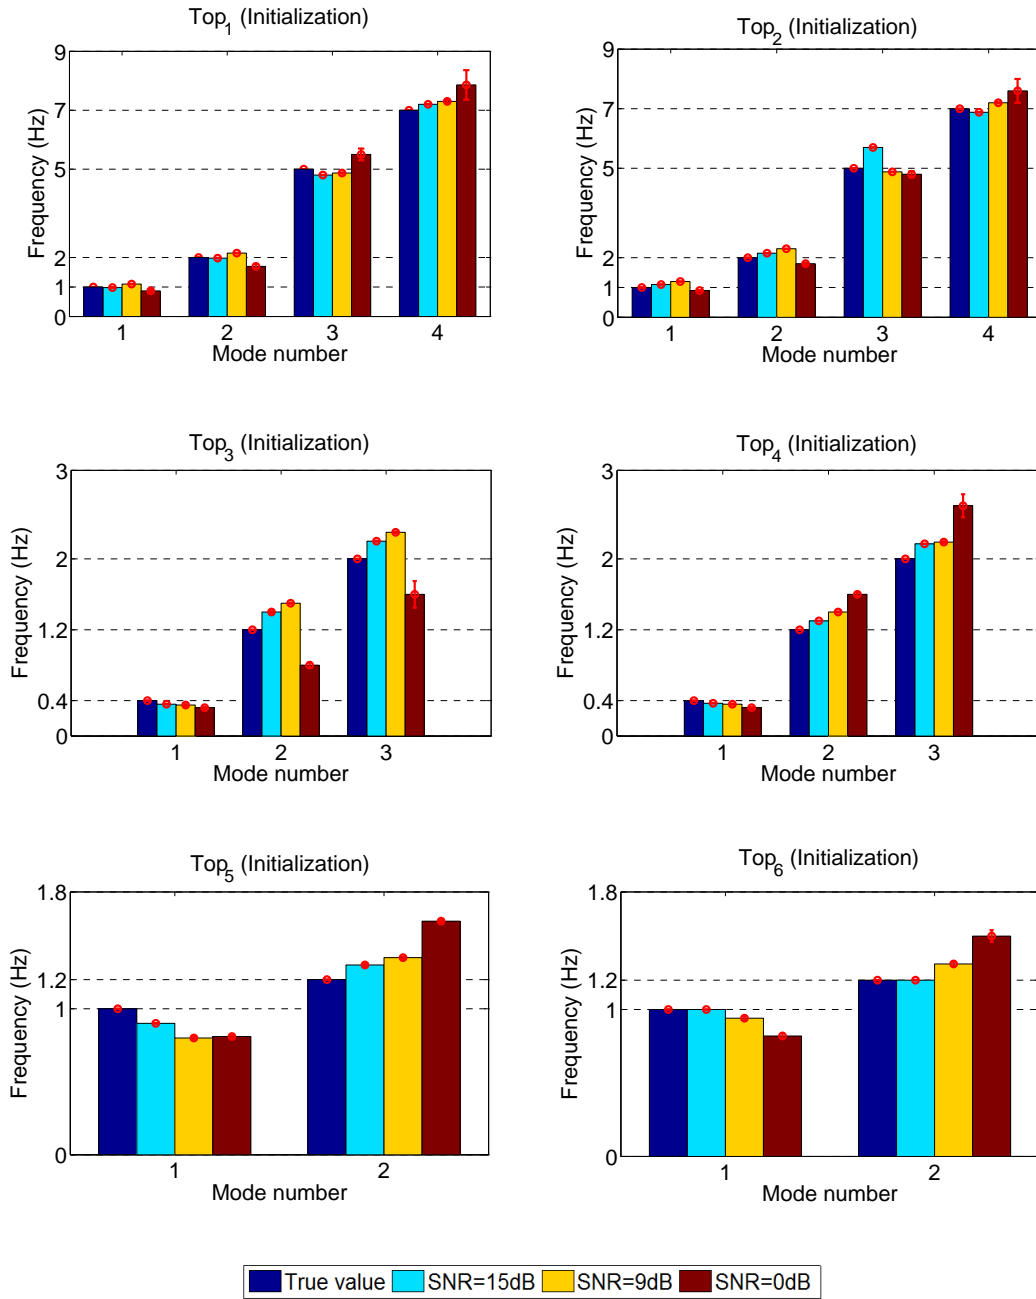 Top1 (Initialization)
Frequency (Hz)
9
7
5
2
1
0
1 2 3 4
Mode number
Top2 (Initialization)
Frequency (Hz)
9
7
5
2
1
0
1 2 3 4
Mode number
Top3 (Initialization)
Frequency (Hz)
3
2
1.2
0.4
0
1 2 3
Mode number
Top4 (Initialization)
Frequency (Hz)
3
2
1.2
0.4
0
1 2 3
Mode number
Top5 (Initialization)
Frequency (Hz)
1.8
1.2
1
0
1 2
Mode number
Top6 (Initialization)
Frequency (Hz)
1.8
1.2
1
0
1 2
Mode number
True value SNR=15dB SNR=9dB SNR=0dB